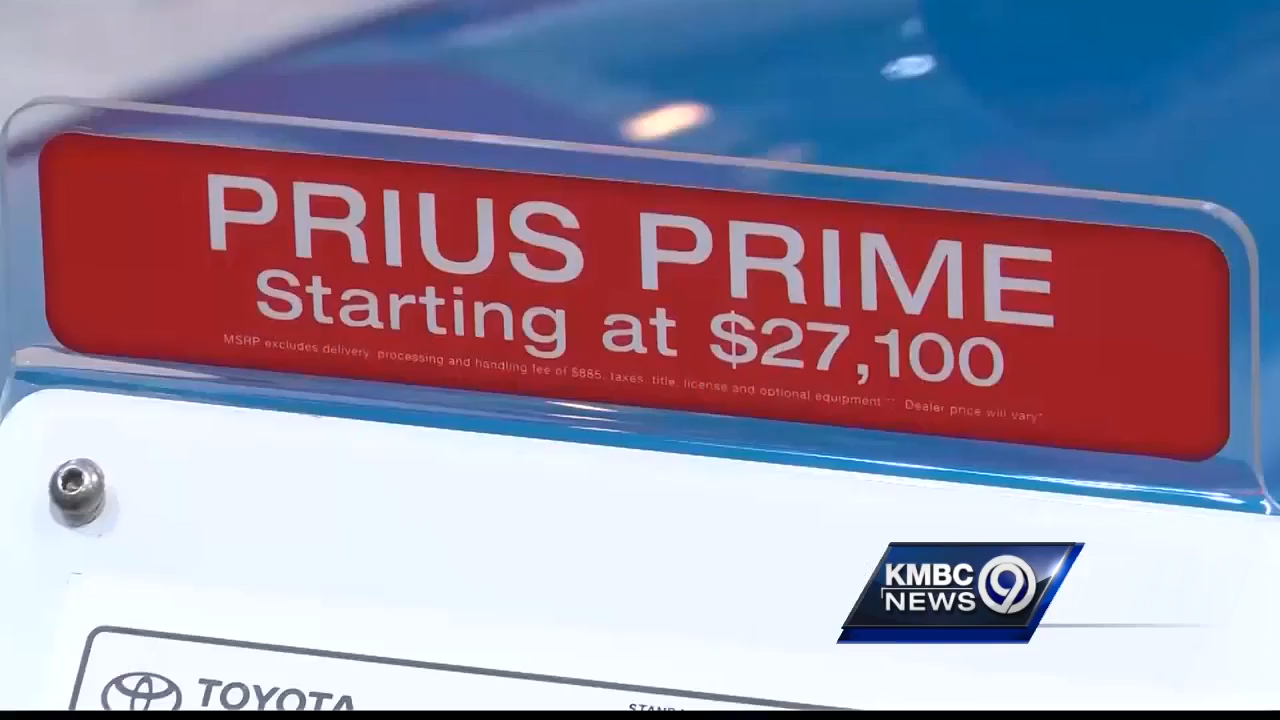 PRIUS PRIME
Starting at $27,100
MSRP excludes delivery, processing and handling fee of $885, taxes, title, license and optional equipment*** Dealer price will vary*
KMBC
NEWS 9
TOYOTA